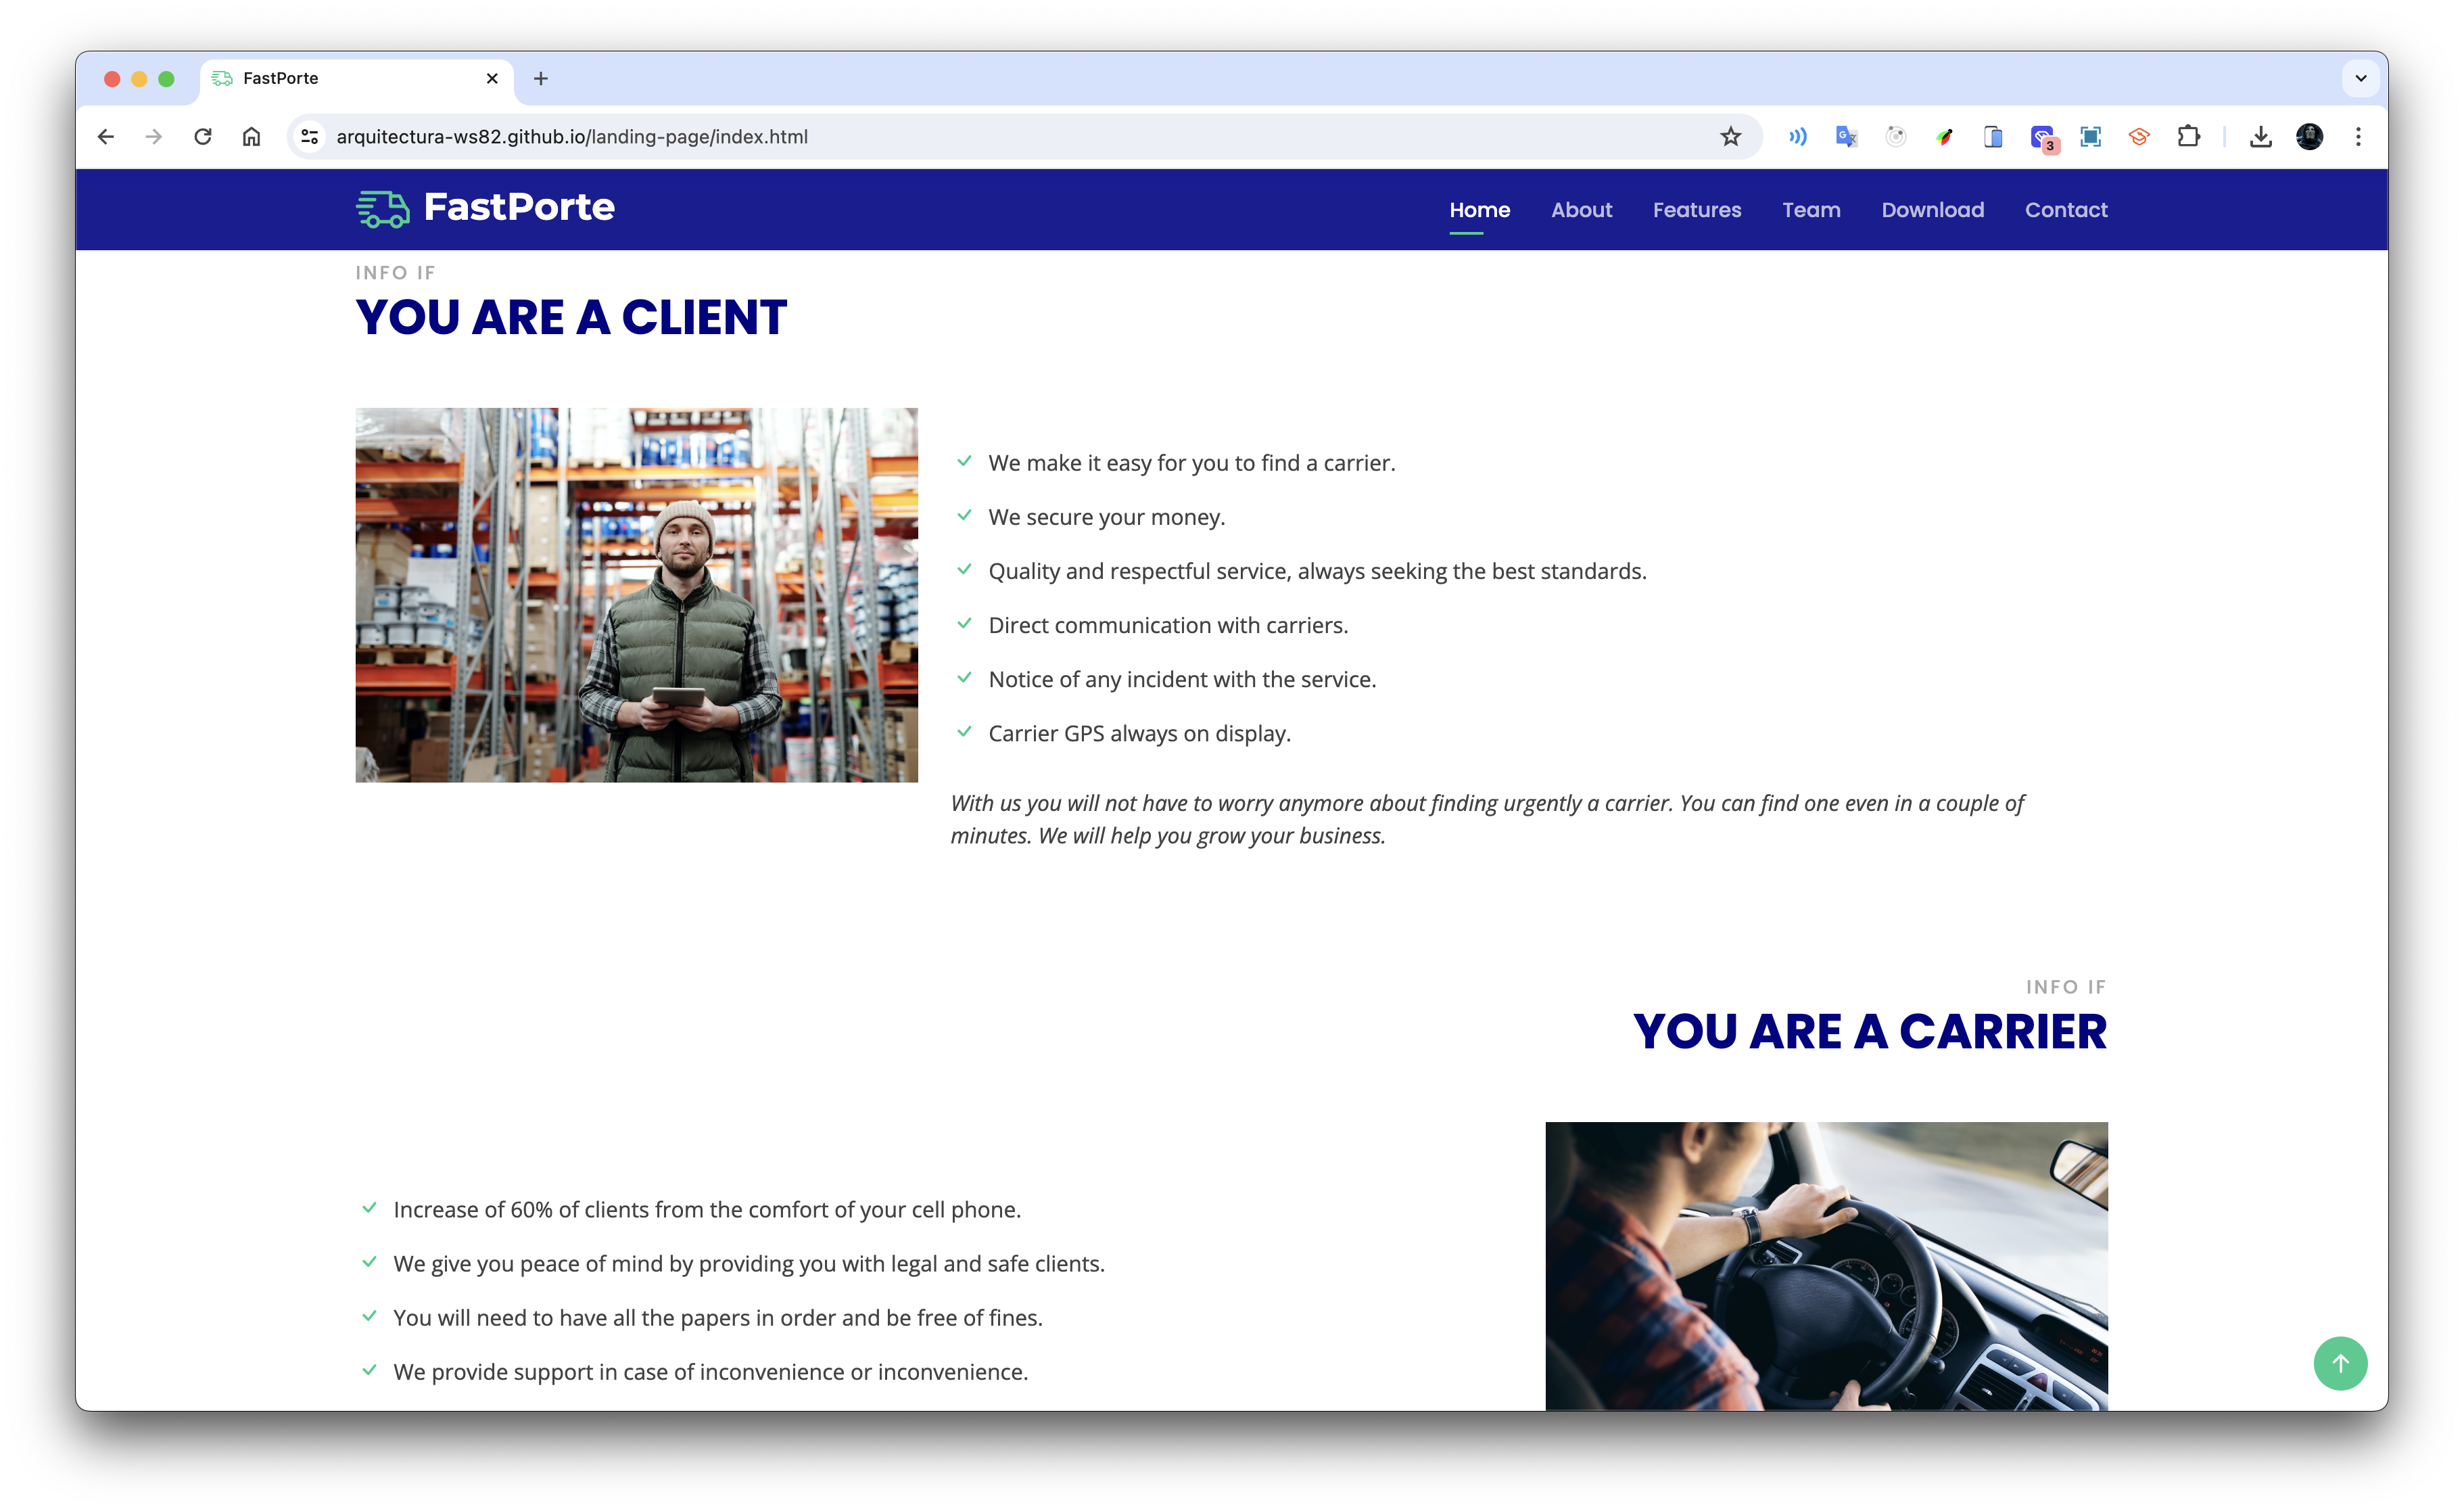 FastPorte
arquitectura-ws82.github.io/landing-page/index.html
3
FastPorte
Home About Features Team Download Contact
INFO IF
YOU ARE A CLIENT
We make it easy for you to find a carrier.
We secure your money.
Quality and respectful service, always seeking the best standards.
Direct communication with carriers.
Notice of any incident with the service.
Carrier GPS always on display.
With us you will not have to worry anymore about finding urgently a carrier. You can find one even in a couple of
minutes. We will help you grow your business.
INFO IF
YOU ARE A CARRIER
Increase of 60% of clients from the comfort of your cell phone.
We give you peace of mind by providing you with legal and safe clients.
You will need to have all the papers in order and be free of fines.
We provide support in case of inconvenience or inconvenience.